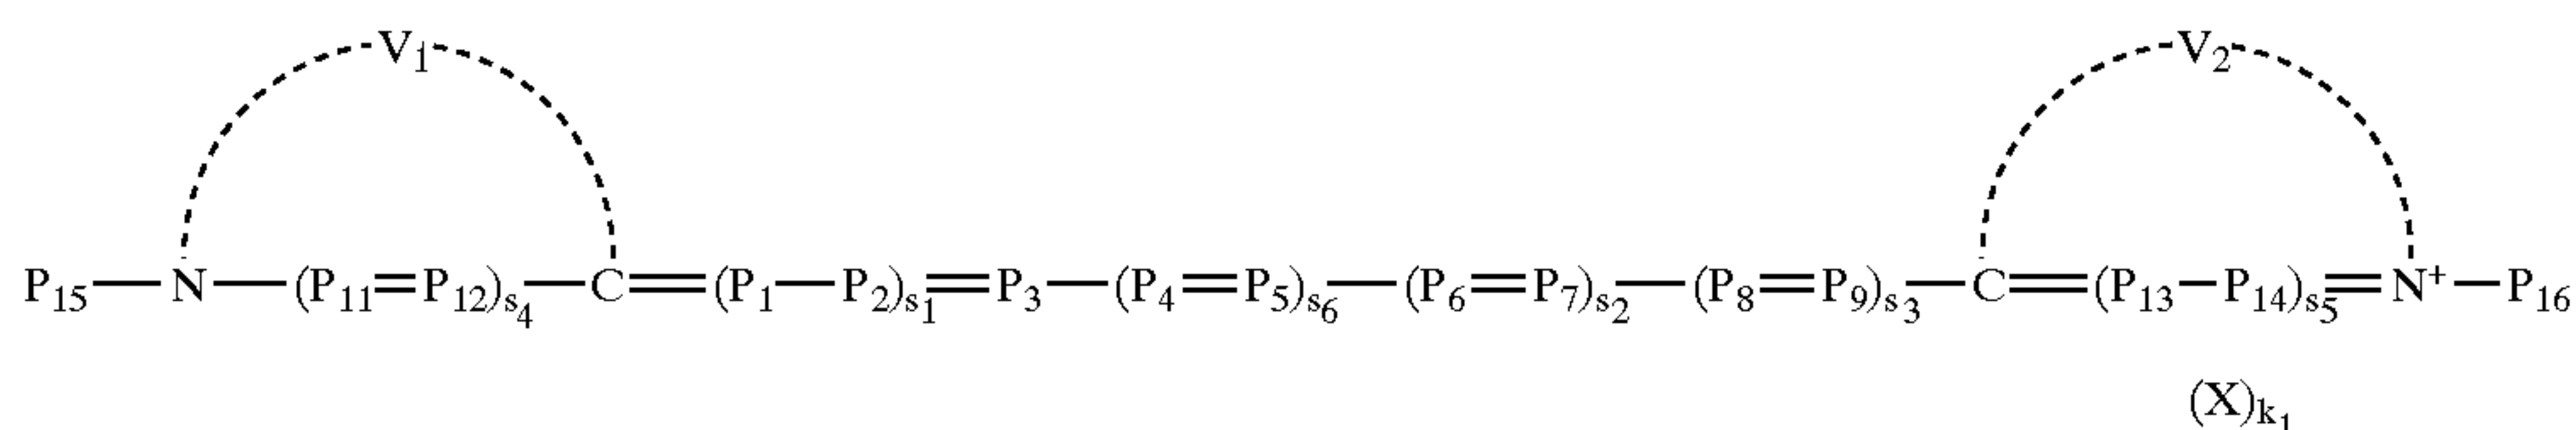 V₁ V₂
P₁₅—N—(P₁₁=P₁₂)s₄—C=(P₁—P₂)s₁=P₃—(P₄=P₅)s₆—(P₆=P₇)s₂—(P₈=P₉)s₃—C=(P₁₃—P₁₄)s₅=N⁺—P₁₆
(X)k₁